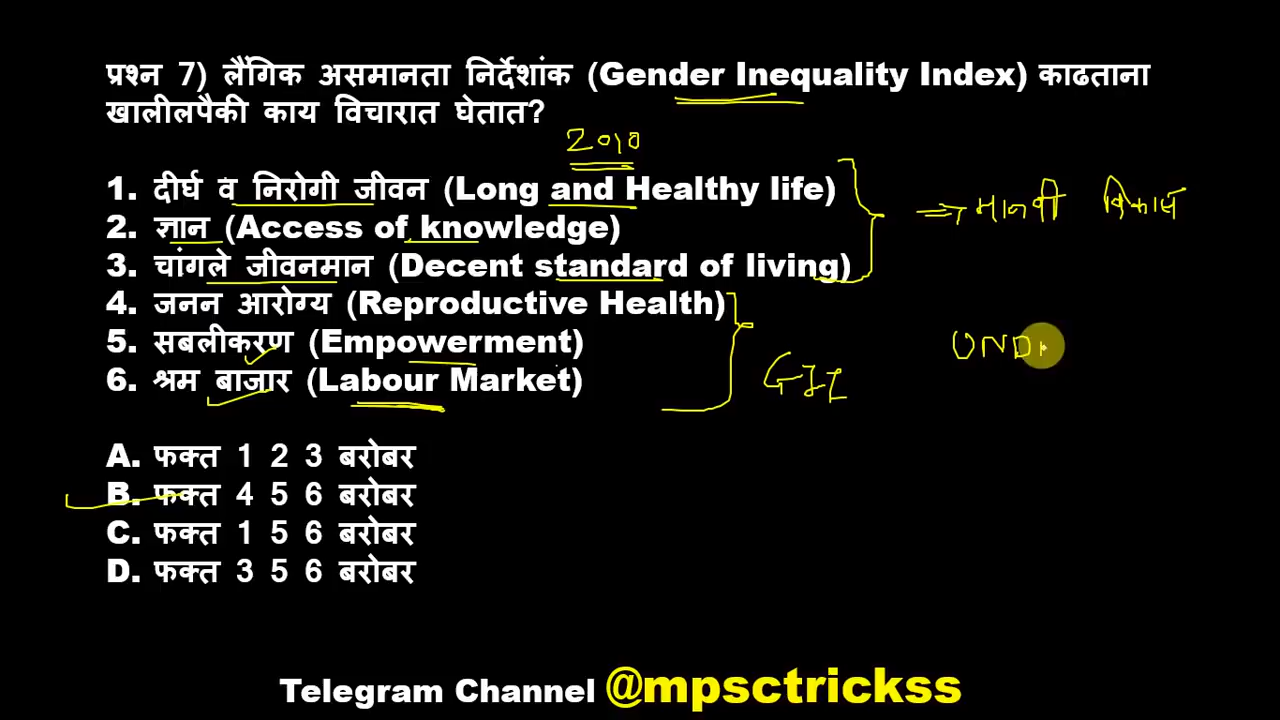 प्रश्न 7) लैंगिक असमानता निर्देशांक (Gender Inequality Index) काढताना
खालीलपैकी काय विचारात घेतात?
2010
1. दीर्घ व निरोगी जीवन (Long and Healthy life)
2. ज्ञान (Access of knowledge)
3. चांगले जीवनमान (Decent standard of living)
4. जनन आरोग्य (Reproductive Health)
5. सबलीकरण (Empowerment)
6. श्रम बाजार (Labour Market)
मानवी विकास
UND
GII
A. फक्त 1 2 3 बरोबर
B. फक्त 4 5 6 बरोबर
C. फक्त 1 5 6 बरोबर
D. फक्त 3 5 6 बरोबर
Telegram Channel @mpsctrickss